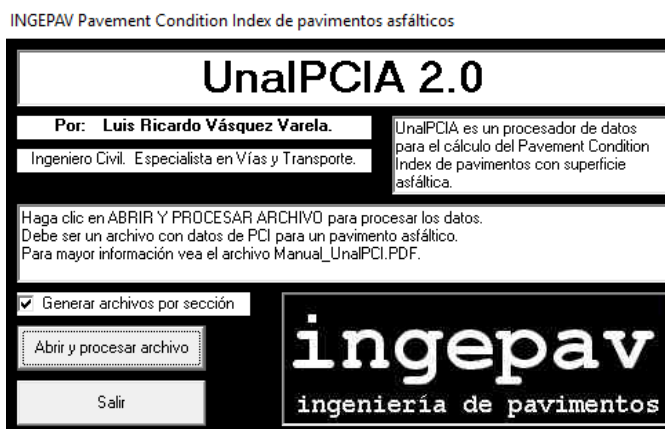 INGEPAV Pavement Condition Index de pavimentos asfálticos
UnalPCIA 2.0
Por: Luis Ricardo Vásquez Varela.
Ingeniero Civil. Especialista en Vías y Transporte.
UnalPCIA es un procesador de datos
para el cálculo del Pavement Condition
Index de pavimentos con superficie
asfáltica.
Haga clic en ABRIR Y PROCESAR ARCHIVO para procesar los datos.
Debe ser un archivo con datos de PCI para un pavimento asfáltico.
Para mayor información vea el archivo Manual_UnalPCI.PDF.
Generar archivos por sección
Abrir y procesar archivo
Salir
ingepav
ingeniería de pavimentos